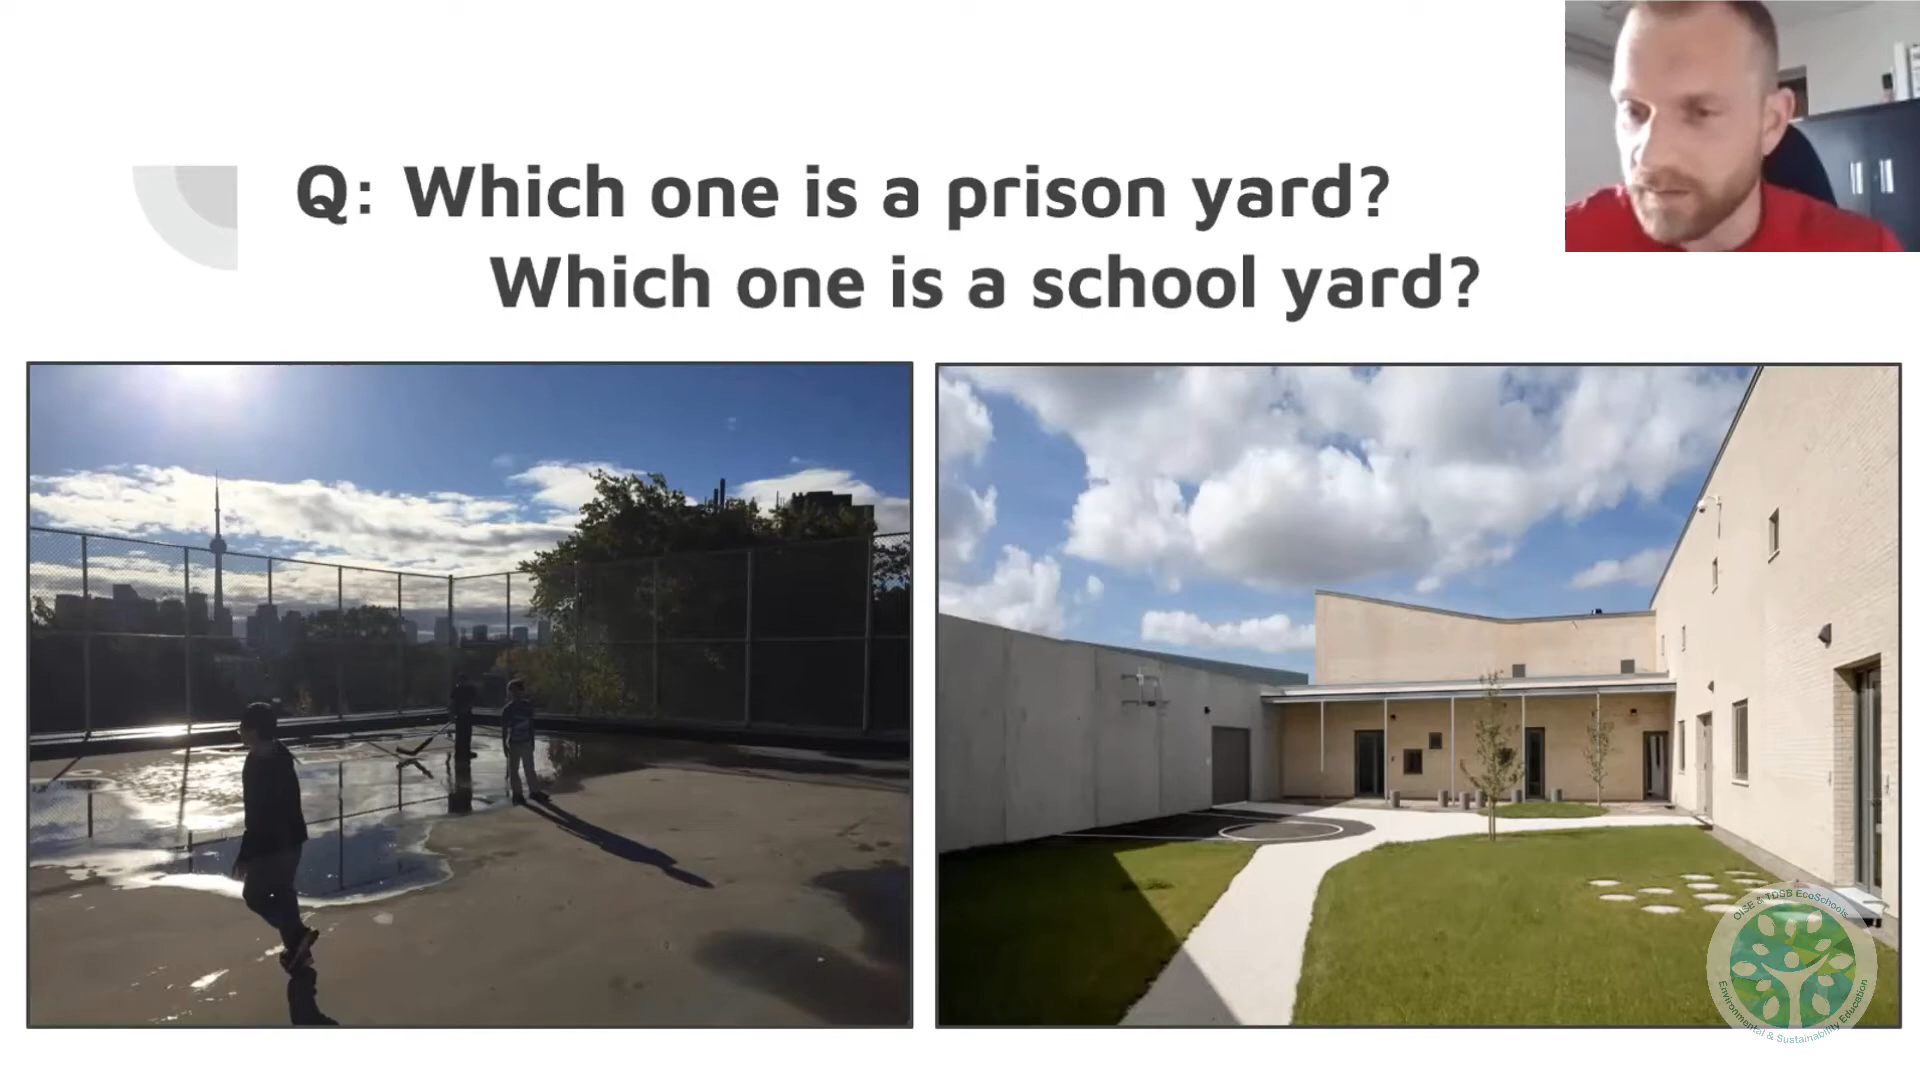 Q: Which one is a prison yard?
Which one is a school yard?
OISE & TDSB EcoSchools
Environmental & Sustainability Education